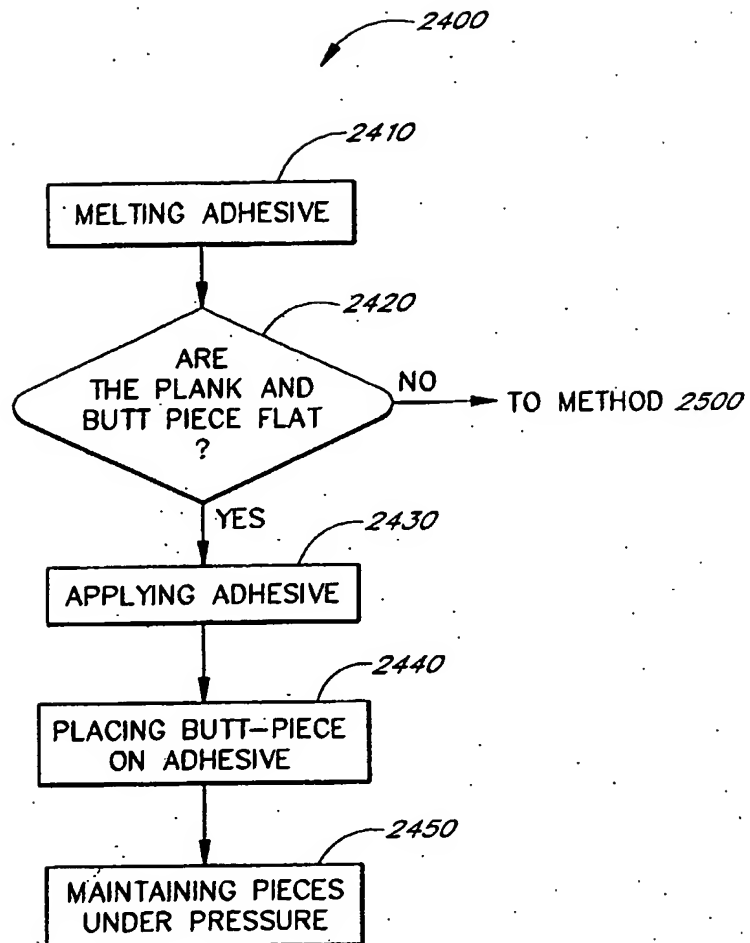 2400
2410
MELTING ADHESIVE
2420
ARE
THE PLANK AND
BUTT PIECE FLAT
?
NO
TO METHOD 2500
YES
2430
APPLYING ADHESIVE
2440
PLACING BUTT-PIECE
ON ADHESIVE
2450
MAINTAINING PIECES
UNDER PRESSURE